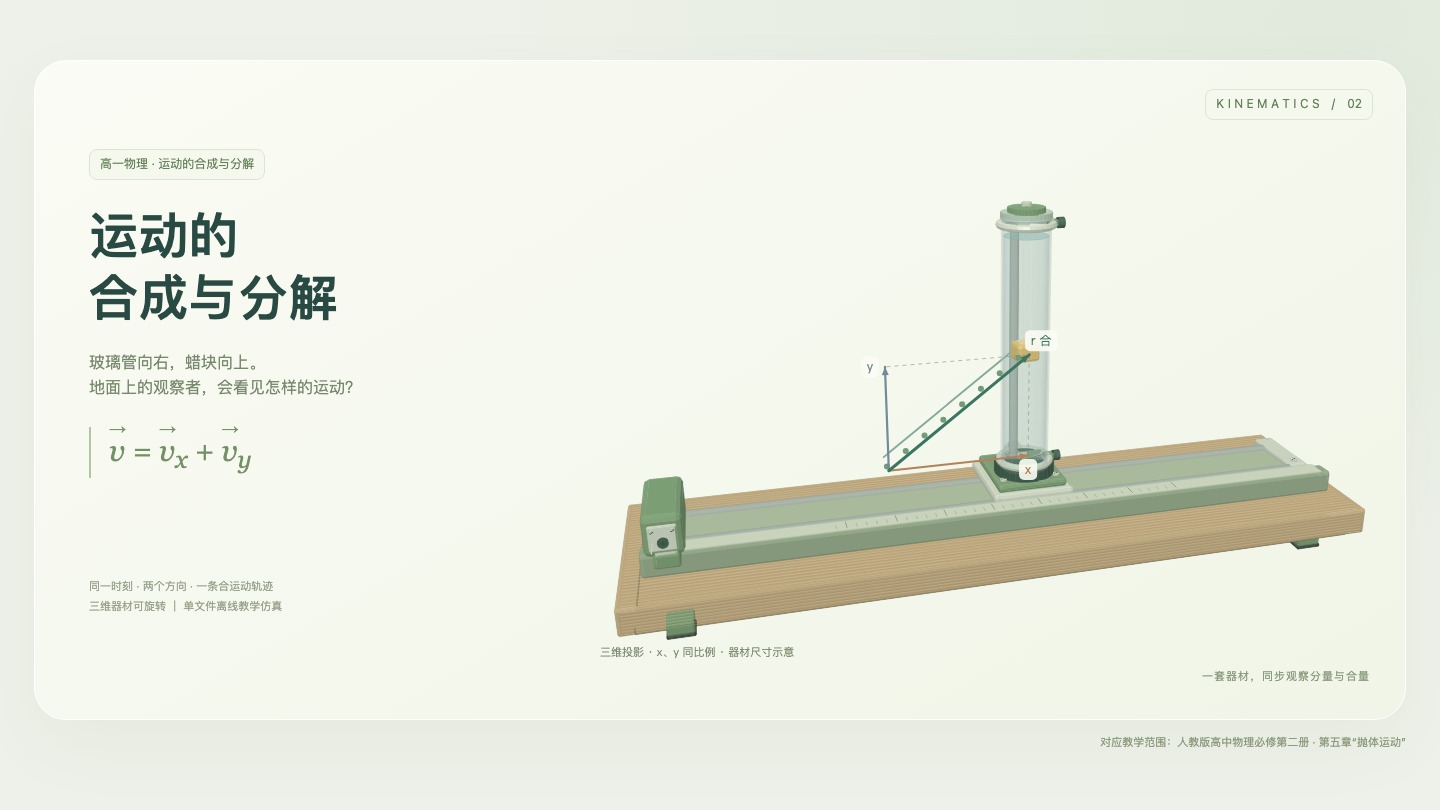 KINEMATICS / 02
高一物理 · 运动的合成与分解
运动的
合成与分解
玻璃管向右，蜡块向上。
地面上的观察者，会看见怎样的运动？
v⃗ = v⃗x + v⃗y
同一时刻 · 两个方向 · 一条合运动轨迹
三维器材可旋转 ｜ 单文件离线教学仿真
r 合
y
x
三维投影 · x、y 同比例 · 器材尺寸示意
一套器材，同步观察分量与合量
对应教学范围：人教版高中物理必修第二册 · 第五章“抛体运动”